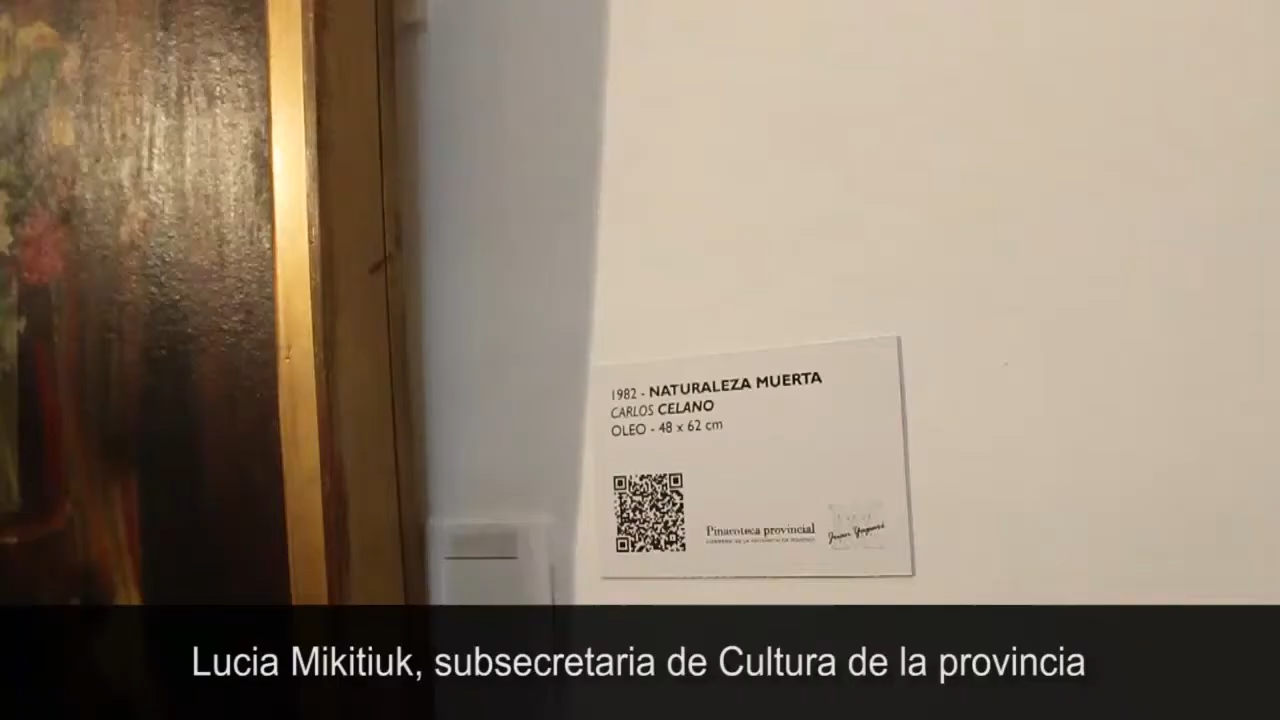 1982 - NATURALEZA MUERTA
CARLOS CELANO
OLEO - 48 x 62 cm
Pinacoteca provincial
Lucia Mikitiuk, subsecretaria de Cultura de la provincia